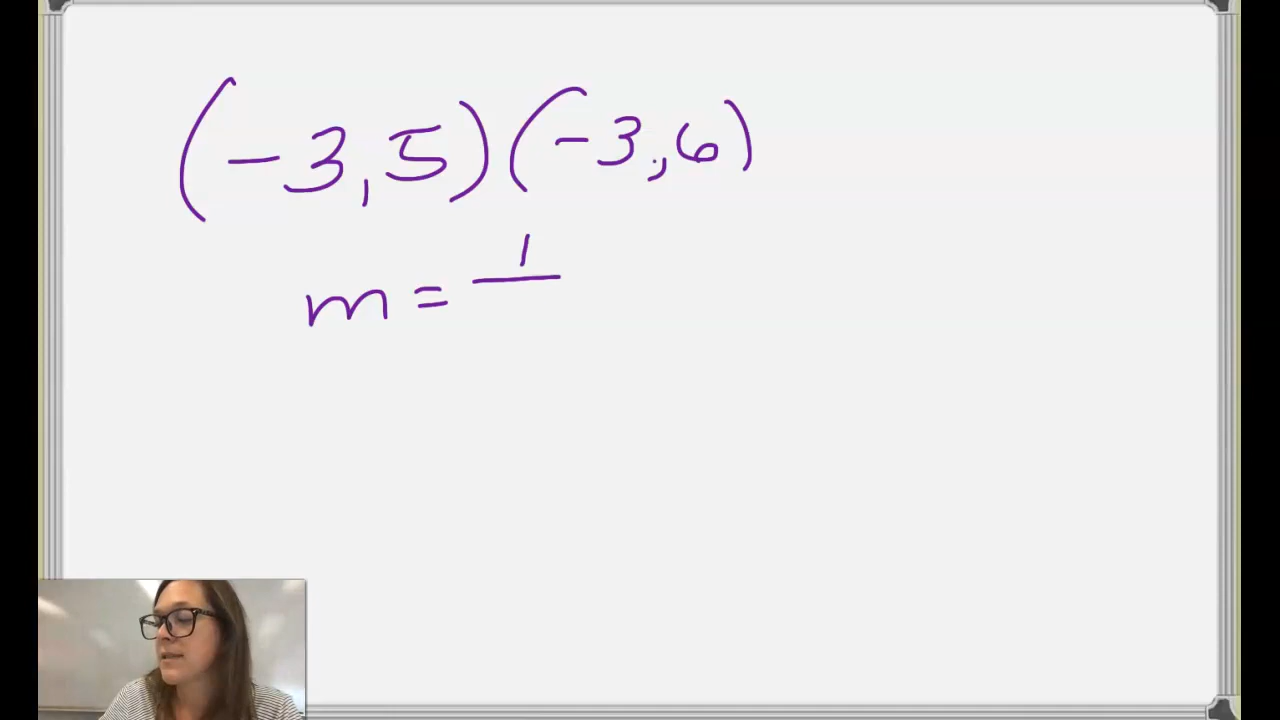 (-3,5)(-3,6)
m = 1/